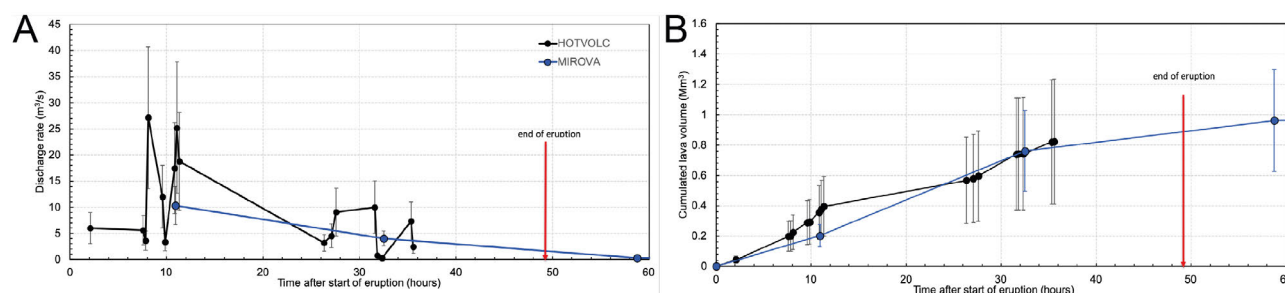 A
45
40
35
30
25
20
15
10
5
0
Discharge rate (m³/s)
HOTVOLC
MIROVA
end of eruption
0 10 20 30 40 50 60
Time after start of eruption (hours)
B
1.6
1.4
1.2
1
0.8
0.6
0.4
0.2
0
Cumulated lava volume (Mm³)
end of eruption
0 10 20 30 40 50
Time after start of eruption (hours)